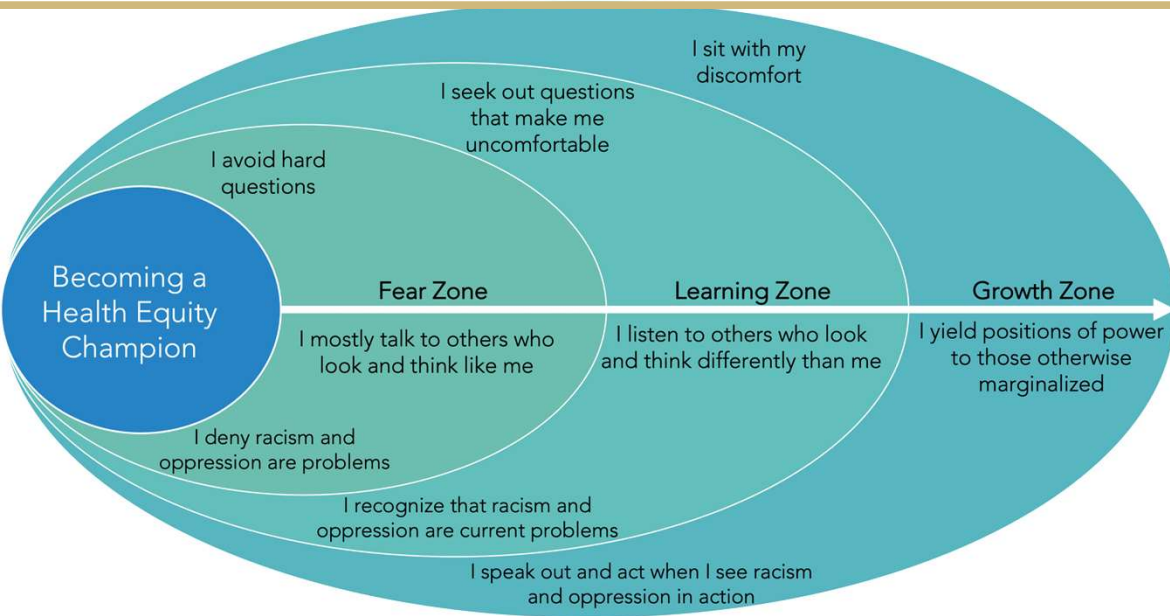 I sit with my
discomfort
I seek out questions
that make me
uncomfortable
I avoid hard
questions
Becoming a
Health Equity
Champion
Fear Zone
Learning Zone
Growth Zone
I mostly talk to others who
look and think like me
I listen to others who look
and think differently than me
I yield positions of power
to those otherwise
marginalized
I deny racism and
oppression are problems
I recognize that racism and
oppression are current problems
I speak out and act when I see racism
and oppression in action